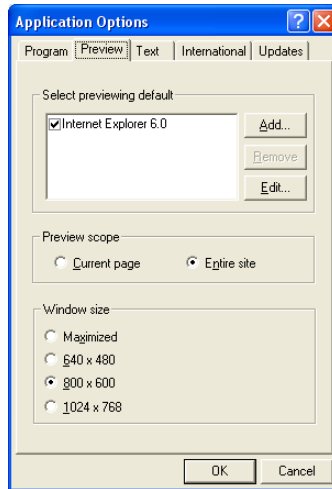 Application Options
Program Preview Text International Updates
Select previewing default
Internet Explorer 6.0
Add...
Remove
Edit...
Preview scope
Current page Entire site
Window size
Maximized
640 x 480
800 x 600
1024 x 768
OK Cancel